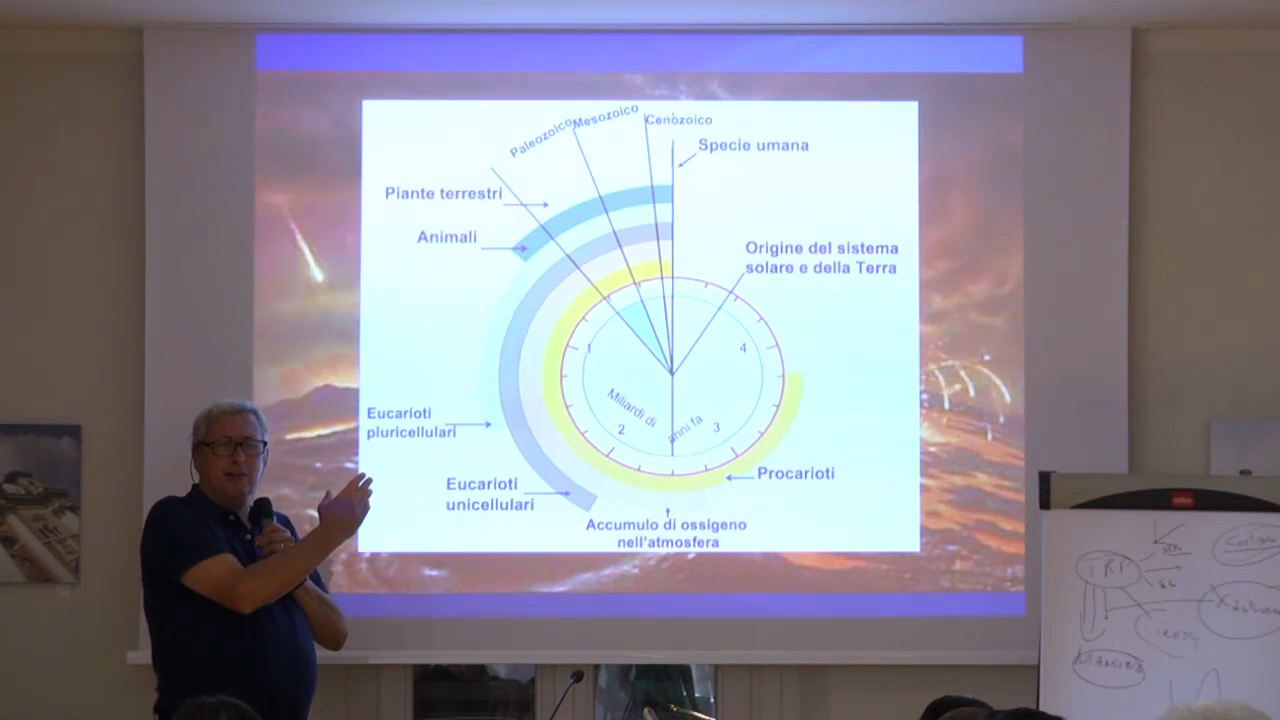 Paleozoico
Mesozoico
Cenozoico
Specie umana
Piante terrestri
Animali
Origine del sistema
solare e della Terra
1
4
Miliardi di
anni fa
2
3
Eucarioti
pluricellulari
Procarioti
Eucarioti
unicellulari
Accumulo di ossigeno
nell'atmosfera
TRP